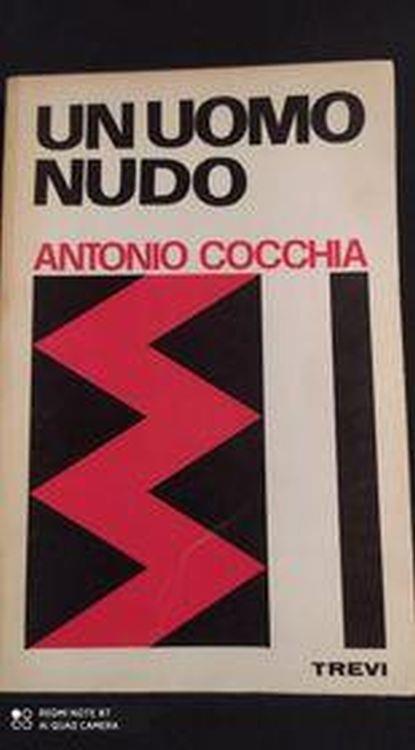 UN UOMO
NUDO
ANTONIO COCCHIA
TREVI
REDMI NOTE 8T
AI QUAD CAMERA